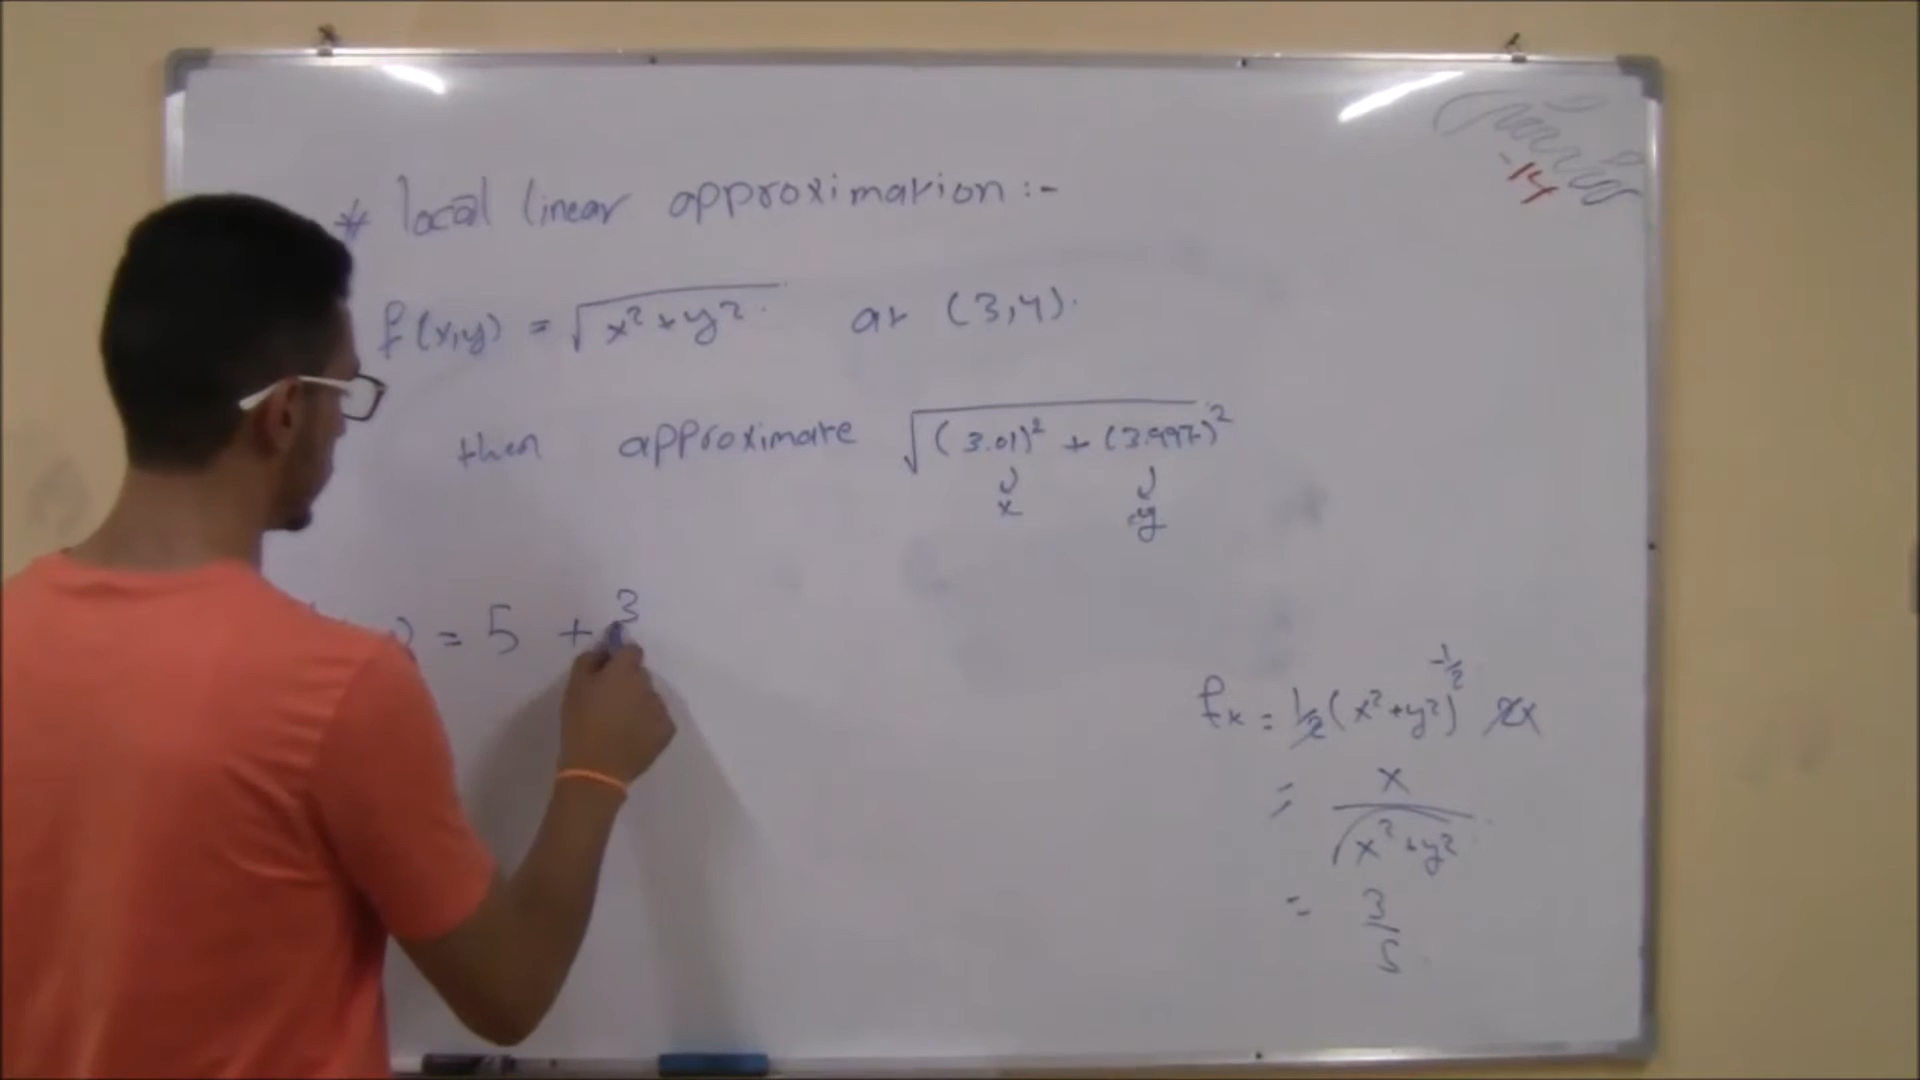 * local linear approximation :-
f(x,y) = √(x² + y²) at (3,4).
then approximate √((3.01)² + (3.997)²)
x y
= 5 + 3
-14
fx = 1/2 (x² + y²)^(-1/2) 2x
= x / √(x² + y²)
= 3/5